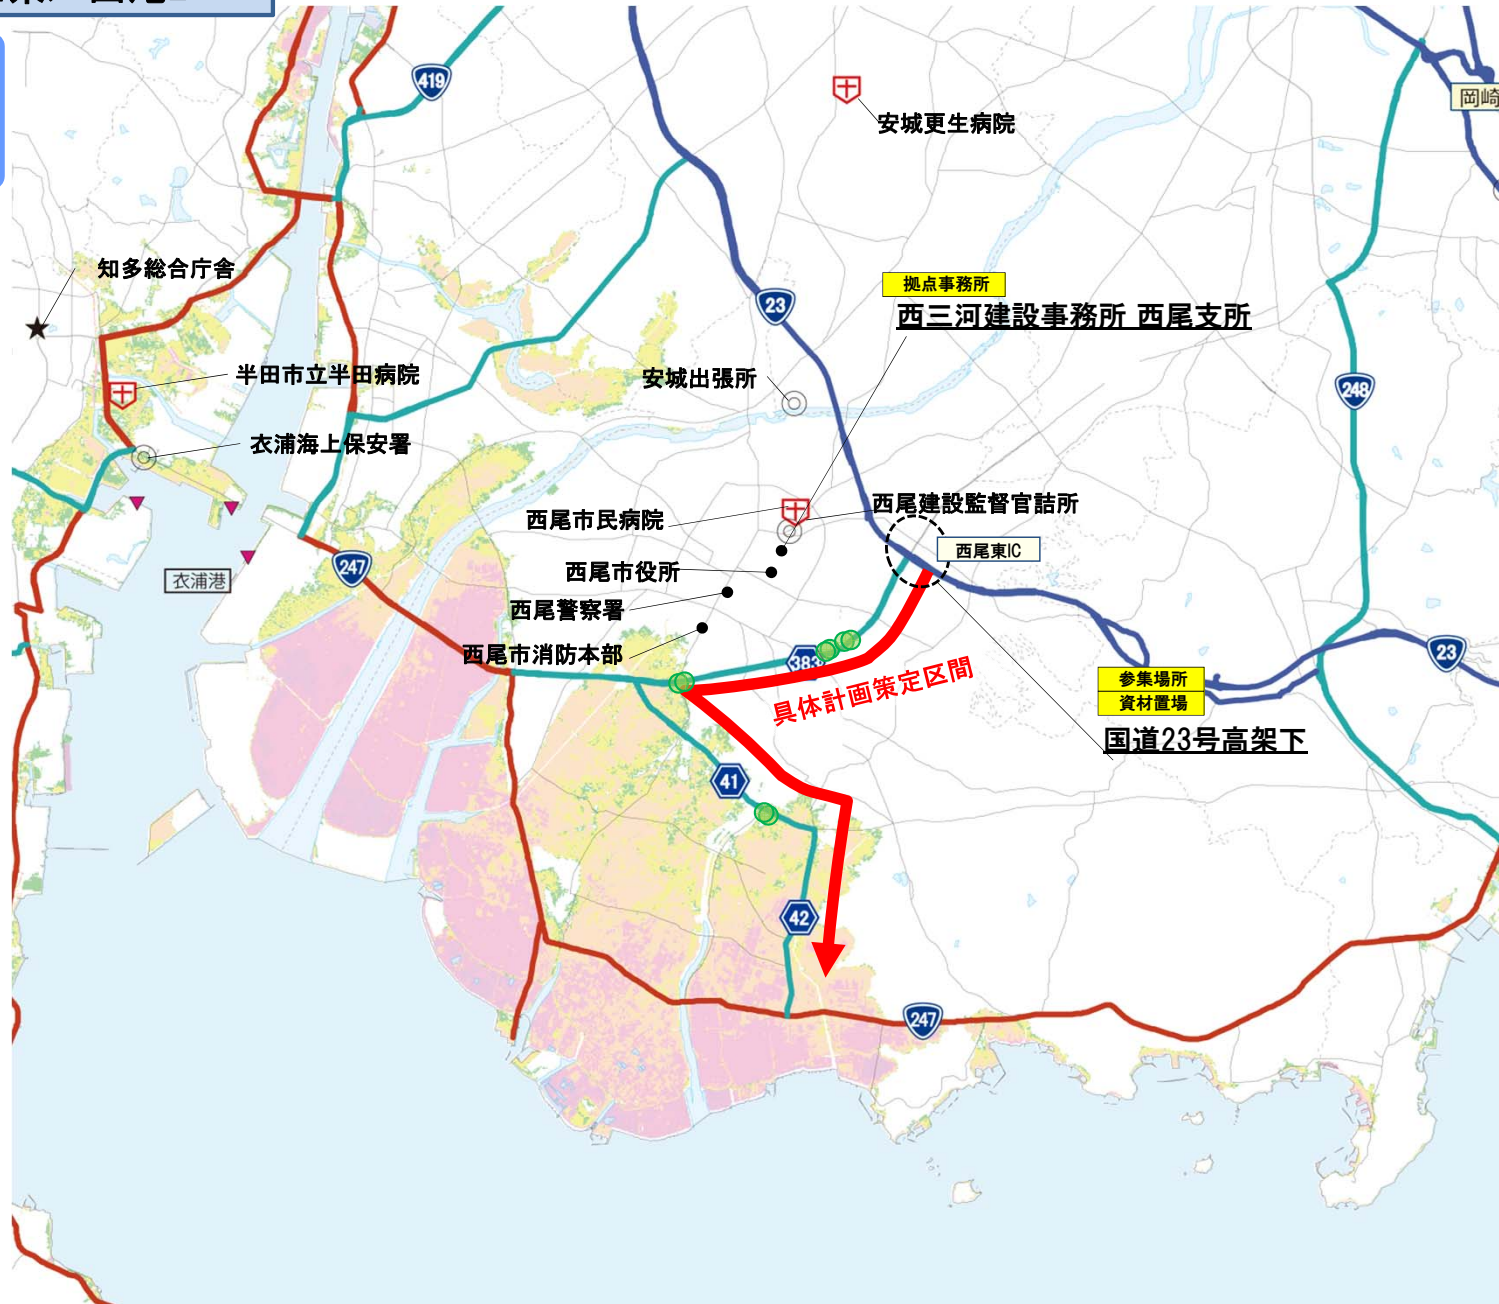 419
安城更生病院
岡崎
知多総合庁舎
拠点事務所
23
西三河建設事務所 西尾支所
半田市立半田病院
安城出張所
248
衣浦海上保安署
西尾建設監督官詰所
西尾市民病院
西尾東IC
247
衣浦港
西尾市役所
西尾警察署
西尾市消防本部
383
23
具体計画策定区間
参集場所
資材置場
国道23号高架下
41
42
247